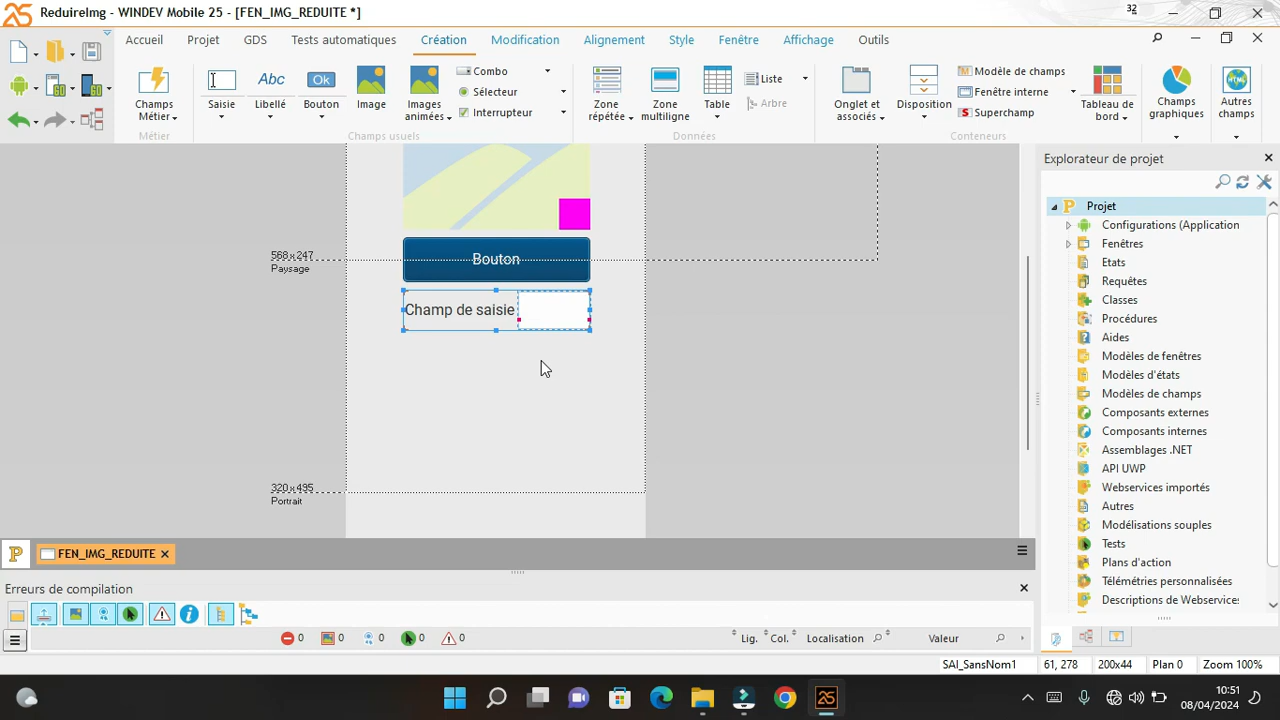 ReduireImg - WINDEV Mobile 25 - [FEN_IMG_REDUITE *]
32
Accueil Projet GDS Tests automatiques Création Modification Alignement Style Fenêtre Affichage Outils
Champs Métier
Saisie
Abc
Libellé
Ok
Bouton
Image
Images animées
Combo
Sélecteur
Interrupteur
Zone répétée
Zone multiligne
Table
Liste
Arbre
Onglet et associés
Disposition
Modèle de champs
Fenêtre interne
Superchamp
Tableau de bord
Champs graphiques
Autres champs
Métier
Champs usuels
Données
Conteneurs
Explorateur de projet
Projet
Configurations (Application
Fenêtres
Etats
Requêtes
Classes
Procédures
Aides
Modèles de fenêtres
Modèles d'états
Modèles de champs
Composants externes
Composants internes
Assemblages .NET
API UWP
Webservices importés
Autres
Modélisations souples
Tests
Plans d'action
Télémétries personnalisées
Descriptions de Webservice
568x247
Paysage
Bouton
Champ de saisie
320x495
Portrait
FEN_IMG_REDUITE
Erreurs de compilation
0 0 0 0 0
Lig. Col. Localisation Valeur
SAI_SansNom1 61, 278 200x44 Plan 0 Zoom 100%
10:51
08/04/2024